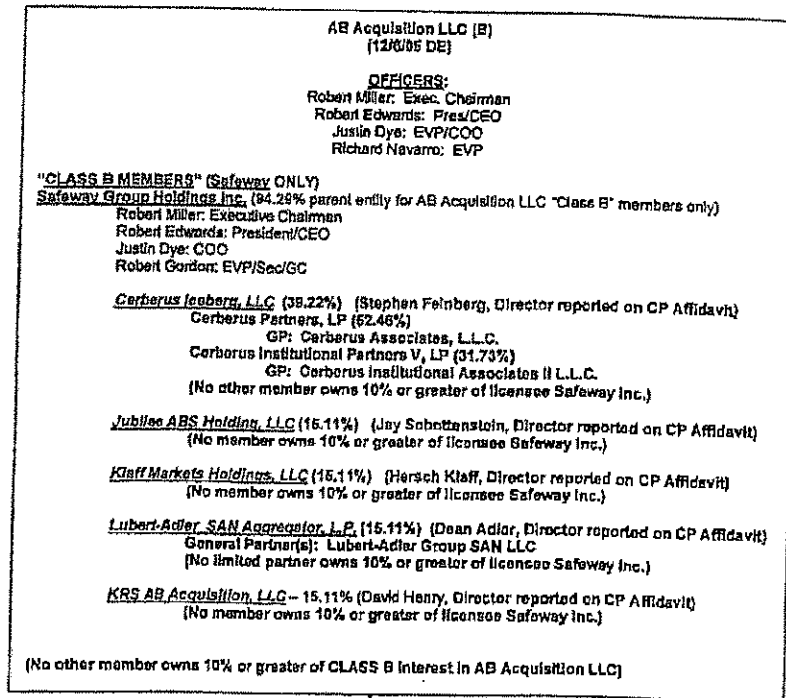 AB Acquisition LLC (B)
(12/6/05 DE)
OFFICERS:
Robert Miller: Exec. Chairman
Robert Edwards: Pres/CEO
Justin Dye: EVP/COO
Richard Navarro: EVP
"CLASS B MEMBERS" (Safeway ONLY)
Safeway Group Holdings Inc. (94.29% parent entity for AB Acquisition LLC "Class B" members only)
Robert Miller: Executive Chairman
Robert Edwards: President/CEO
Justin Dye: COO
Robert Gordon: EVP/Sec/GC
Cerberus Iceberg, LLC (39.22%) (Stephen Feinberg, Director reported on CP Affidavit)
Cerberus Partners, LP (52.46%)
GP: Cerberus Associates, L.L.C.
Cerberus Institutional Partners V, LP (31.73%)
GP: Cerberus Institutional Associates II L.L.C.
(No other member owns 10% or greater of licensee Safeway Inc.)
Jubilee ABS Holding, LLC (15.11%) (Jay Schottenstein, Director reported on CP Affidavit)
(No member owns 10% or greater of licensee Safeway Inc.)
Klaff Markets Holdings, LLC (15.11%) (Hersch Klaff, Director reported on CP Affidavit)
(No member owns 10% or greater of licensee Safeway Inc.)
Lubert-Adler SAN Aggregator, L.P. (15.11%) (Dean Adler, Director reported on CP Affidavit)
General Partner(s): Lubert-Adler Group SAN LLC
(No limited partner owns 10% or greater of licensee Safeway Inc.)
KRS AB Acquisition, LLC – 15.11% (David Henry, Director reported on CP Affidavit)
(No member owns 10% or greater of licensee Safeway Inc.)
(No other member owns 10% or greater of CLASS B interest in AB Acquisition LLC)